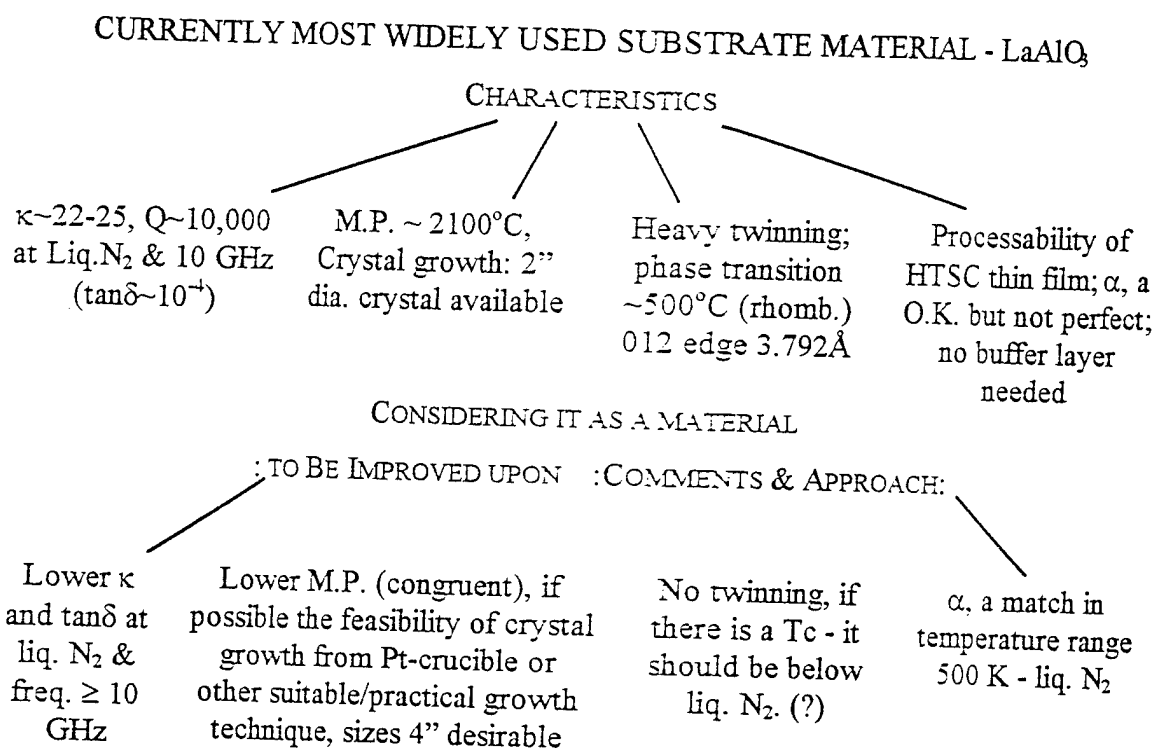 CURRENTLY MOST WIDELY USED SUBSTRATE MATERIAL - LaAlO₃
CHARACTERISTICS
κ~22-25, Q~10,000
at Liq.N₂ & 10 GHz
(tanδ~10⁻⁴)
M.P. ~ 2100°C,
Crystal growth: 2”
dia. crystal available
Heavy twinning;
phase transition
~500°C (rhomb.)
012 edge 3.792Å
Processability of
HTSC thin film; α, a
O.K. but not perfect;
no buffer layer
needed
CONSIDERING IT AS A MATERIAL
: TO BE IMPROVED UPON :COMMENTS & APPROACH:
Lower κ
and tanδ at
liq. N₂ &
freq. ≥ 10
GHz
Lower M.P. (congruent), if
possible the feasibility of crystal
growth from Pt-crucible or
other suitable/practical growth
technique, sizes 4” desirable
No twinning, if
there is a Tc - it
should be below
liq. N₂. (?)
α, a match in
temperature range
500 K - liq. N₂